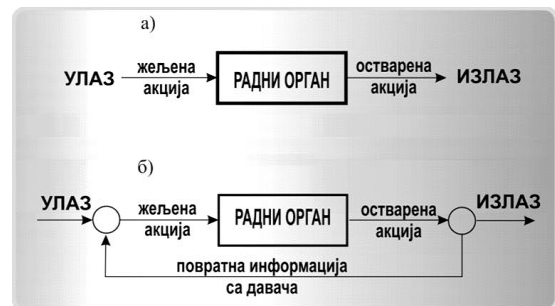 а)
УЛАЗ жељена акција РАДНИ ОРГАН остварена акција ИЗЛАЗ
б)
УЛАЗ жељена акција РАДНИ ОРГАН остварена акција ИЗЛАЗ
повратна информација
са давача